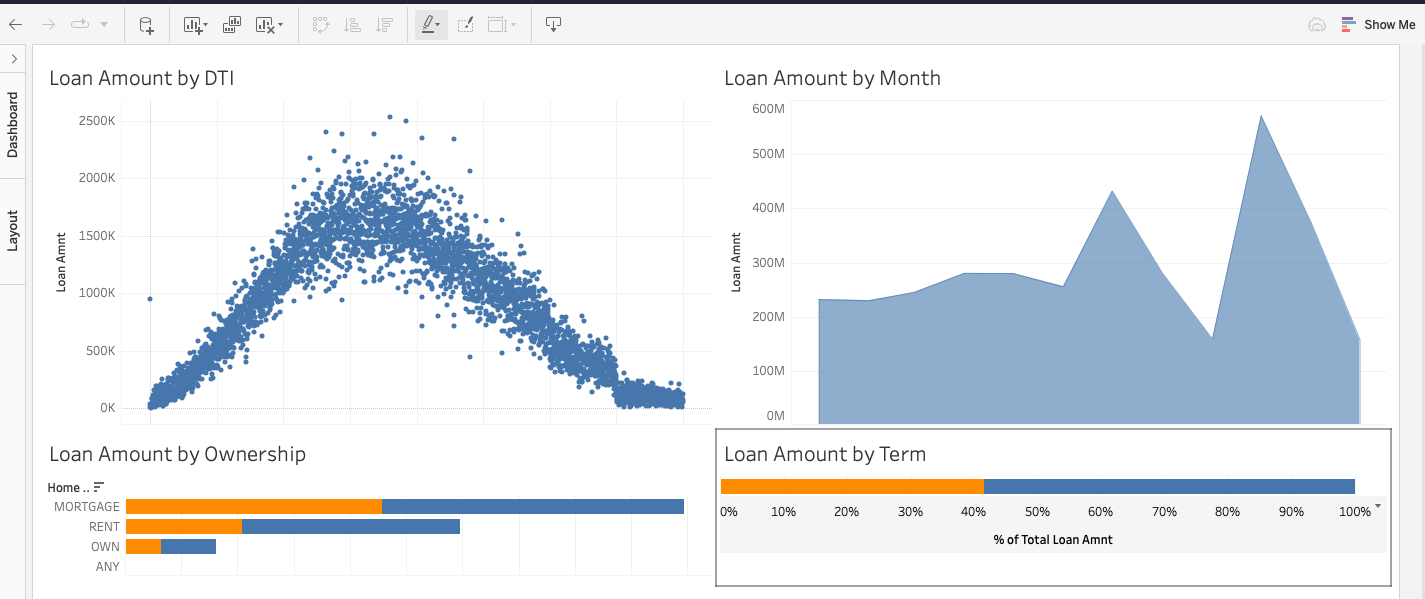 Show Me
Dashboard
Layout
Loan Amount by DTI
Loan Amnt
2500K
2000K
1500K
1000K
500K
0K
Loan Amount by Month
Loan Amnt
600M
500M
400M
300M
200M
100M
0M
Loan Amount by Ownership
Home ..
MORTGAGE
RENT
OWN
ANY
Loan Amount by Term
0% 10% 20% 30% 40% 50% 60% 70% 80% 90% 100%
% of Total Loan Amnt